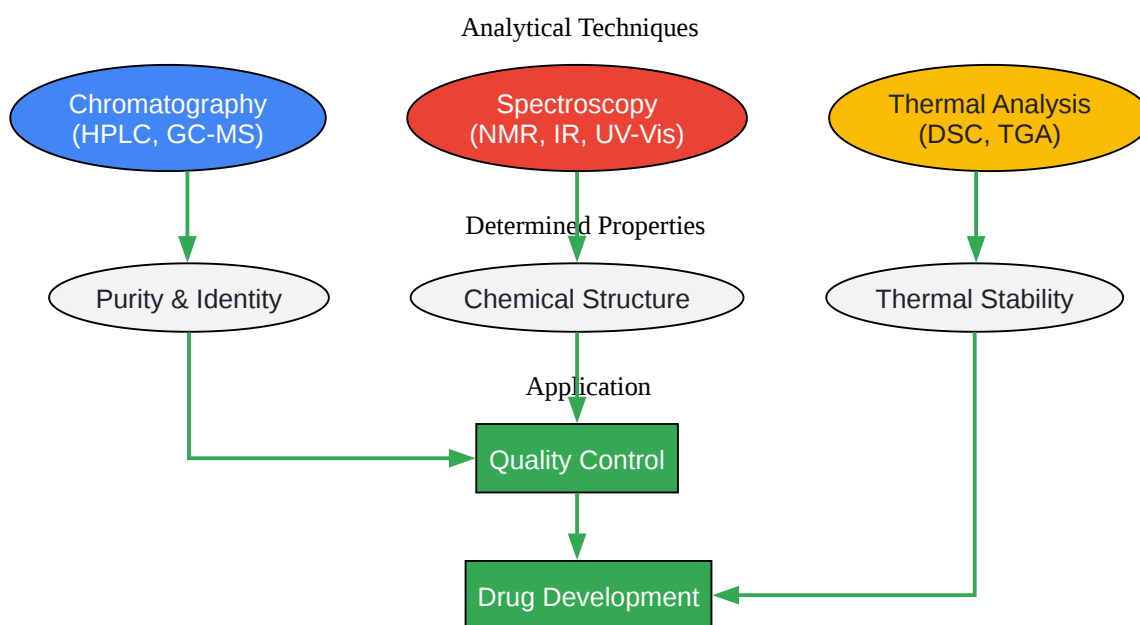 Analytical Techniques
Chromatography
(HPLC, GC-MS)
Spectroscopy
(NMR, IR, UV-Vis)
Thermal Analysis
(DSC, TGA)
Determined Properties
Purity & Identity
Chemical Structure
Thermal Stability
Application
Quality Control
Drug Development